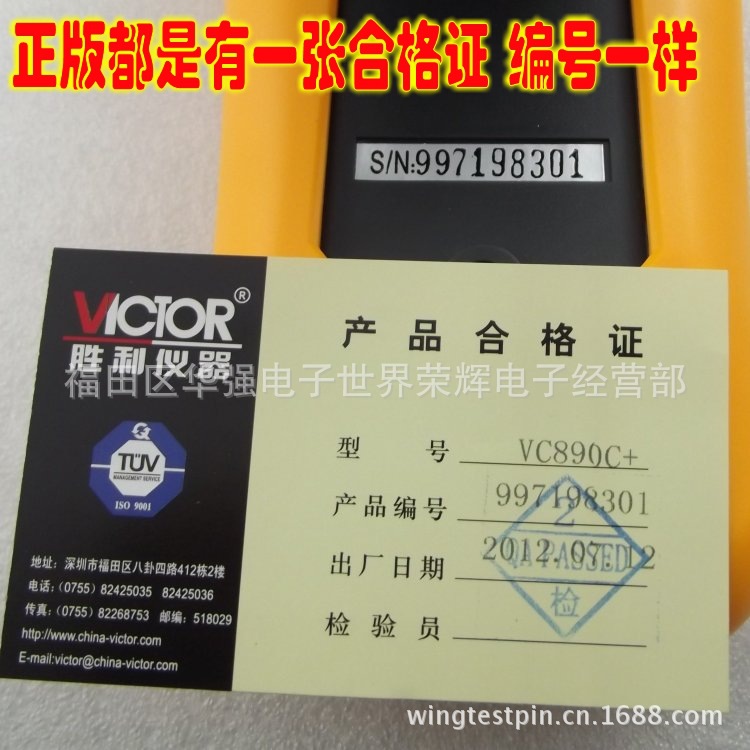 正版都是有一张合格证 编号一样
S/N:997198301
VICTOR®
胜利仪器
产品合格证
福田区华强电子世界荣辉电子经营部
TÜV
MANAGEMENT SERVICE
ISO 9001
型 号 VC890C+
产品编号 997198301
出厂日期 2012.07.12
检验员
2
QA PASSED
检
地址: 深圳市福田区八卦四路412栋2楼
电话: (0755) 82425035 82425036
传真: (0755) 82268753 邮编: 518029
http://www.china-victor.com
E-mail:victor@china-victor.com
wingtestpin.cn.1688.com